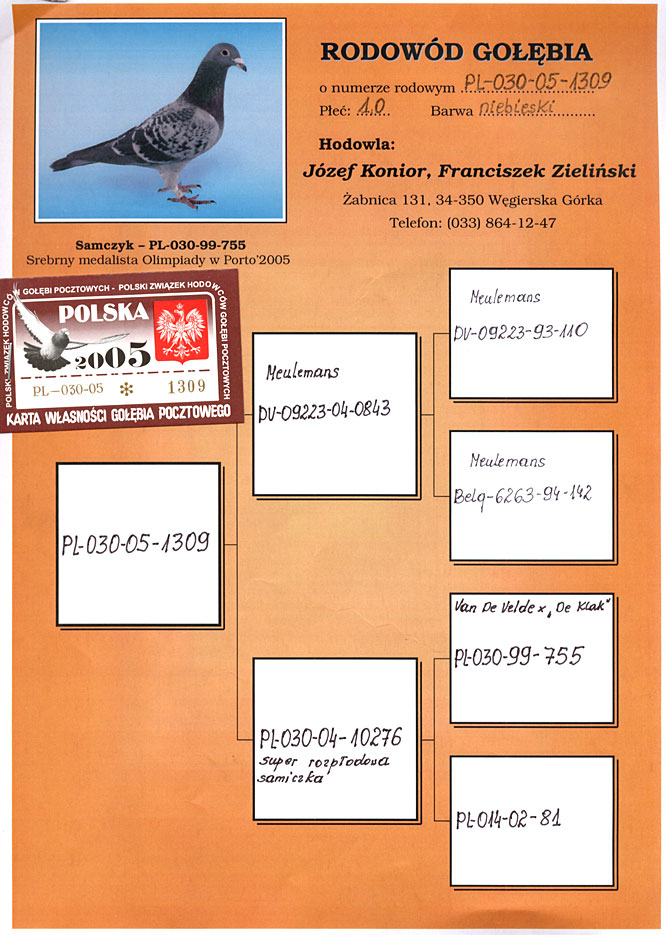 RODOWÓD GOŁĘBIA
o numerze rodowym PL-030-05-1309
Płeć: 1,0 Barwa niebieski
Hodowla:
Józef Konior, Franciszek Zieliński
Żabnica 131, 34-350 Węgierska Górka
Telefon: (033) 864-12-47
Samczyk – PL-030-99-755
Srebrny medalista Olimpiady w Porto'2005
POLSKI ZWIĄZEK HODOWCÓW GOŁĘBI POCZTOWYCH - POLSKI ZWIĄZEK HODOWCÓW GOŁĘBI POCZTOWYCH
POLSKA
2005
PL-030-05 * 1309
KARTA WŁASNOŚCI GOŁĘBIA POCZTOWEGO
PL-030-05-1309
Meulemans
DV-09223-04-0843
PL-030-04-10276
super rozpłodowa
samiczka
Meulemans
DV-09223-93-110
Meulemans
Belg-6263-94-142
Van De Velde x „De Klak"
PL-030-99-755
PL-014-02-81